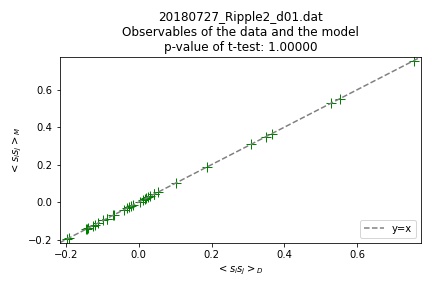 20180727_Ripple2_d01.dat
Observables of the data and the model
p-value of t-test: 1.00000
< s_i s_j >_M
0.6
0.4
0.2
0.0
−0.2
−0.2
0.0
0.2
0.4
0.6
< s_i s_j >_D
y=x